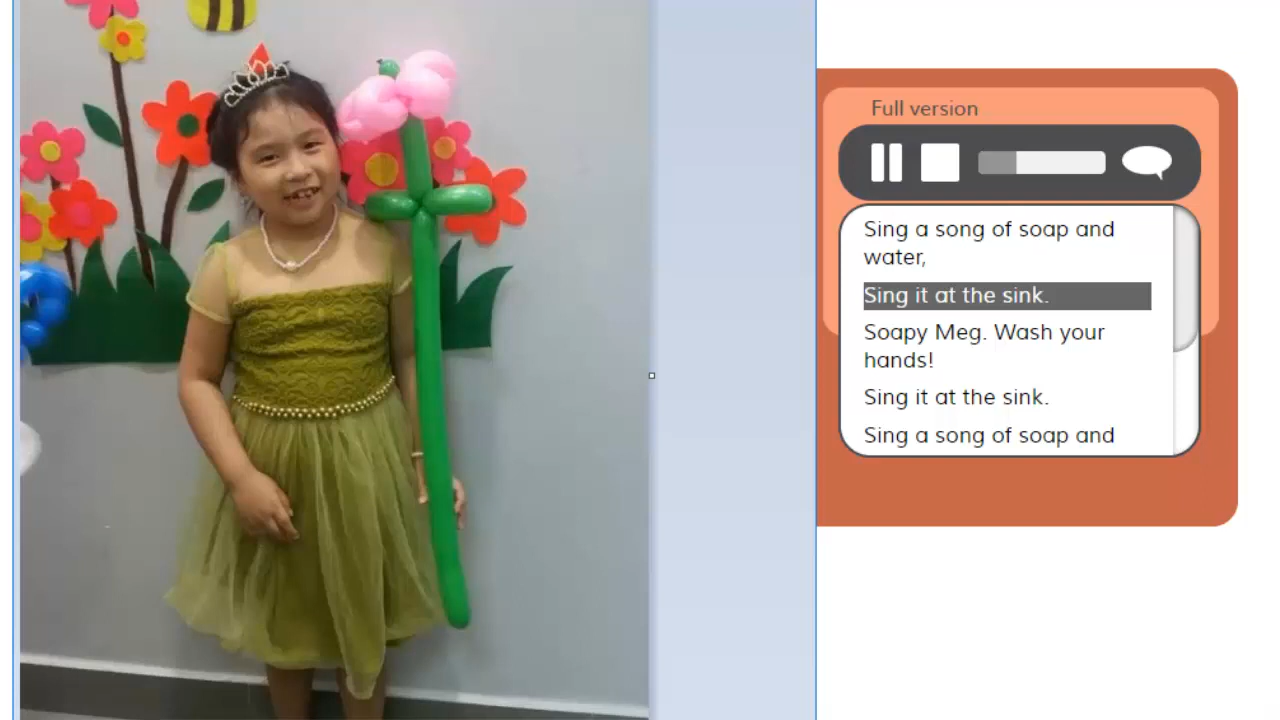 Full version
Sing a song of soap and
water,
Sing it at the sink.
Soapy Meg. Wash your
hands!
Sing it at the sink.
Sing a song of soap and